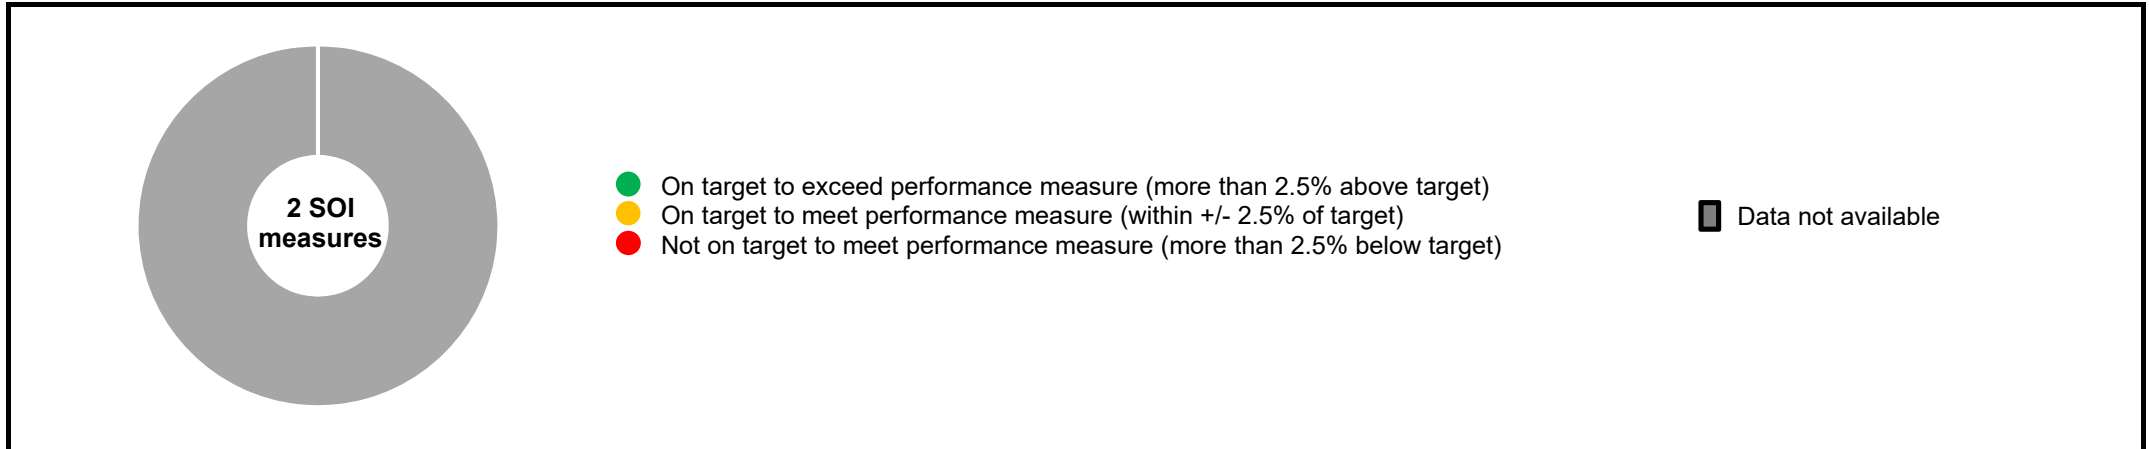 2 SOI
measures
On target to exceed performance measure (more than 2.5% above target)
On target to meet performance measure (within +/- 2.5% of target)
Not on target to meet performance measure (more than 2.5% below target)
Data not available